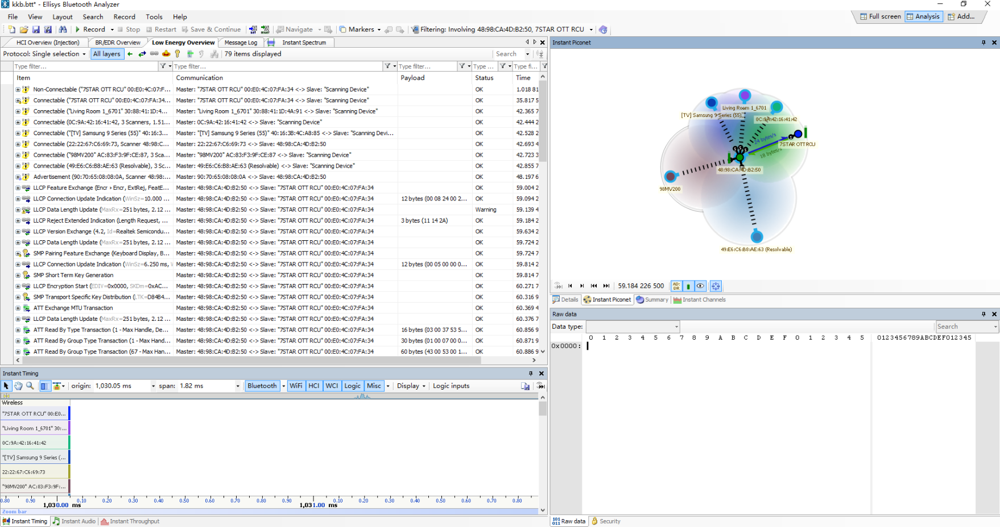 kkb.btt* - Ellisys Bluetooth Analyzer
File View Layout Search Record Tools Help
Full screen Analysis Add...
Record Stop Restart Save & Continue Navigate Markers Filtering: Involving 48:98:CA:4D:B2:50, 7STAR OTT RCU
HCI Overview (Injection) BR/EDR Overview Low Energy Overview Message Log Instant Spectrum
Protocol: Single selection All layers 79 items displayed Search
Type filter... Type filter... Type filter... Type ... Type fi...
Item Communication Payload Status Time
Non-Connectable ("7STAR OTT RCU" 00:E0:4C:07:F... Master: "7STAR OTT RCU" 00:E0:4C:07:FA:34 <-> Slave: "Scanning Device" OK 1.018 81
Connectable ("7STAR OTT RCU" 00:E0:4C:07:FA:34... Master: "7STAR OTT RCU" 00:E0:4C:07:FA:34 <-> Slave: "Scanning Device" OK 35.817 5
Connectable ("Living Room 1_6701" 30:88:41:1D:4... Master: "Living Room 1_6701" 30:88:41:1D:4A:91 <-> Slave: "Scanning Device" OK 42.365 7
Connectable (0C:9A:42:16:41:42, 3 Scanners, 1.51... Master: 0C:9A:42:16:41:42 <-> Slave: "Scanning Device" OK 42.444 2
Connectable ("[TV] Samsung 9 Series (55)" 40:16:3... Master: "[TV] Samsung 9 Series (55)" 40:16:3B:4C:A8:85 <-> Slave: "Scanning Devi... OK 42.528 2
Connectable (22:22:67:C6:69:73, Scanner 48:98:C... Master: 22:22:67:C6:69:73 <-> Slave: 48:98:CA:4D:B2:50 OK 42.693 4
Connectable ("98MV200" AC:83:F3:9F:CE:87, 3 Sca... Master: "98MV200" AC:83:F3:9F:CE:87 <-> Slave: "Scanning Device" OK 42.723 3
Connectable (49:E6:C6:B8:AE:63 (Resolvable), 3 Sc... Master: 49:E6:C6:B8:AE:63 (Resolvable) <-> Slave: "Scanning Device" OK 42.855 7
Advertisement (90:70:65:08:08:0A, Scanner 48:98:... Master: 90:70:65:08:08:0A <-> Slave: 48:98:CA:4D:B2:50 OK 48.197 6
LLCP Feature Exchange (Encr • Encr, ExtRej, FeatE... Master: 48:98:CA:4D:B2:50 <-> Slave: "7STAR OTT RCU" 00:E0:4C:07:FA:34 OK 59.004 2
LLCP Connection Update Indication (WinSz=10.000 ... Master: 48:98:CA:4D:B2:50 <-> Slave: "7STAR OTT RCU" 00:E0:4C:07:FA:34 12 bytes (00 08 24 00 2... OK 59.094 2
LLCP Data Length Update (MaxRx=251 bytes, 2.12 ... Master: 48:98:CA:4D:B2:50 <-> Slave: "7STAR OTT RCU" 00:E0:4C:07:FA:34 Warning 59.139 4
LLCP Reject Extended Indication (Length Request, ... Master: 48:98:CA:4D:B2:50 <-> Slave: "7STAR OTT RCU" 00:E0:4C:07:FA:34 3 bytes (11 14 2A) OK 59.184 2
LLCP Version Exchange (4.2, Id=Realtek Semicondu... Master: 48:98:CA:4D:B2:50 <-> Slave: "7STAR OTT RCU" 00:E0:4C:07:FA:34 OK 59.634 2
LLCP Data Length Update (MaxRx=251 bytes, 2.12 ... Master: 48:98:CA:4D:B2:50 <-> Slave: "7STAR OTT RCU" 00:E0:4C:07:FA:34 OK 59.724 2
SMP Pairing Feature Exchange (Keyboard Display, B... Master: 48:98:CA:4D:B2:50 <-> Slave: "7STAR OTT RCU" 00:E0:4C:07:FA:34 OK 59.724 7
LLCP Connection Update Indication (WinSz=6.250 ms, W Master: 48:98:CA:4D:B2:50 <-> Slave: "7STAR OTT RCU" 00:E0:4C:07:FA:34 12 bytes (00 05 00 00 0... OK 59.814 2
SMP Short Term Key Generation Master: 48:98:CA:4D:B2:50 <-> Slave: "7STAR OTT RCU" 00:E0:4C:07:FA:34 OK 59.814 7
LLCP Encryption Start (EDIV=0x0000, SKDm=0xAC... Master: 48:98:CA:4D:B2:50 <-> Slave: "7STAR OTT RCU" 00:E0:4C:07:FA:34 OK 60.271 7
SMP Transport Specific Key Distribution (LTK=D84B4... Master: 48:98:CA:4D:B2:50 <-> Slave: "7STAR OTT RCU" 00:E0:4C:07:FA:34 OK 60.316 9
ATT Exchange MTU Transaction Master: 48:98:CA:4D:B2:50 <-> Slave: "7STAR OTT RCU" 00:E0:4C:07:FA:34 OK 60.369 4
LLCP Data Length Update (MaxRx=251 bytes, 2.12 ... Master: 48:98:CA:4D:B2:50 <-> Slave: "7STAR OTT RCU" 00:E0:4C:07:FA:34 OK 60.376 7
ATT Read By Type Transaction (1 - Max Handle, De... Master: 48:98:CA:4D:B2:50 <-> Slave: "7STAR OTT RCU" 00:E0:4C:07:FA:34 16 bytes (03 00 37 53 5... OK 60.856 9
ATT Read By Group Type Transaction (1 - Max Hand... Master: 48:98:CA:4D:B2:50 <-> Slave: "7STAR OTT RCU" 00:E0:4C:07:FA:34 30 bytes (01 00 07 00 0... OK 60.871 9
ATT Read By Group Type Transaction (67 - Max Han... Master: 48:98:CA:4D:B2:50 <-> Slave: "7STAR OTT RCU" 00:E0:4C:07:FA:34 60 bytes (43 00 53 00 1... OK 60.886 9
Instant Timing
origin: 1,030.05 ms span: 1.82 ms Bluetooth WiFi HCI WCI Logic Misc Display Logic inputs
Wireless
"7STAR OTT RCU" 00:E0...
"Living Room 1_6701" 30:...
0C:9A:42:16:41:42
"[TV] Samsung 9 Series (...
22:22:67:C6:69:73
"98MV200" AC:83:F3:9F:...
0.80 0.90 0.10 0.20 0.30 0.40 0.50 0.60 0.70 0.80 0.90 0.10 0.20 0.30 0.40 0.50 0.60 0.70 0.80
1,030.00 ms 1,031.00 ms
Zoom bar
Instant Timing Instant Audio Instant Throughput
Instant Piconet
Living Room 1_6701
[TV] Samsung 9 Series (55)
0C:9A:42:16:41:42
24 bytes/s
7STAR OTT RCU
18 bytes/s
48:98:CA:4D:B2:50
98MV200
49:E6:C6:B8:AE:63 (Resolvable)
59.184 226 500 AD: DR
Details Instant Piconet Summary Instant Channels
Raw data
Data type: Search
0 1 2 3 4 5 6 7 8 9 A B C D E F 0 1 2 3 4 5 0123456789ABCDEF012345
0x0000:
Raw data Security